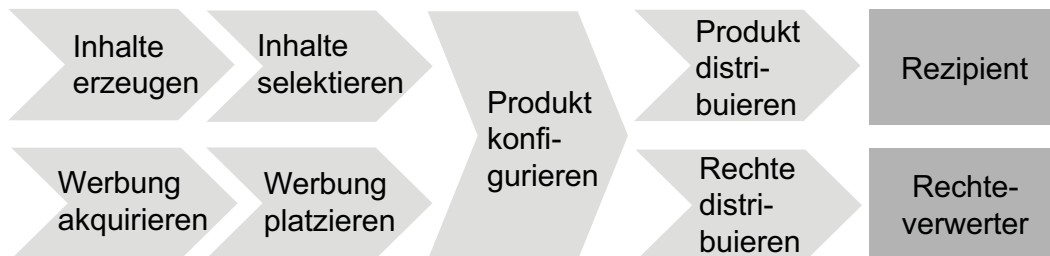 Inhalte
erzeugen
Inhalte
selektieren
Werbung
akquirieren
Werbung
platzieren
Produkt
konfi-
gurieren
Produkt
distri-
buieren
Rezipient
Rechte
distri-
buieren
Rechte-
verwerter